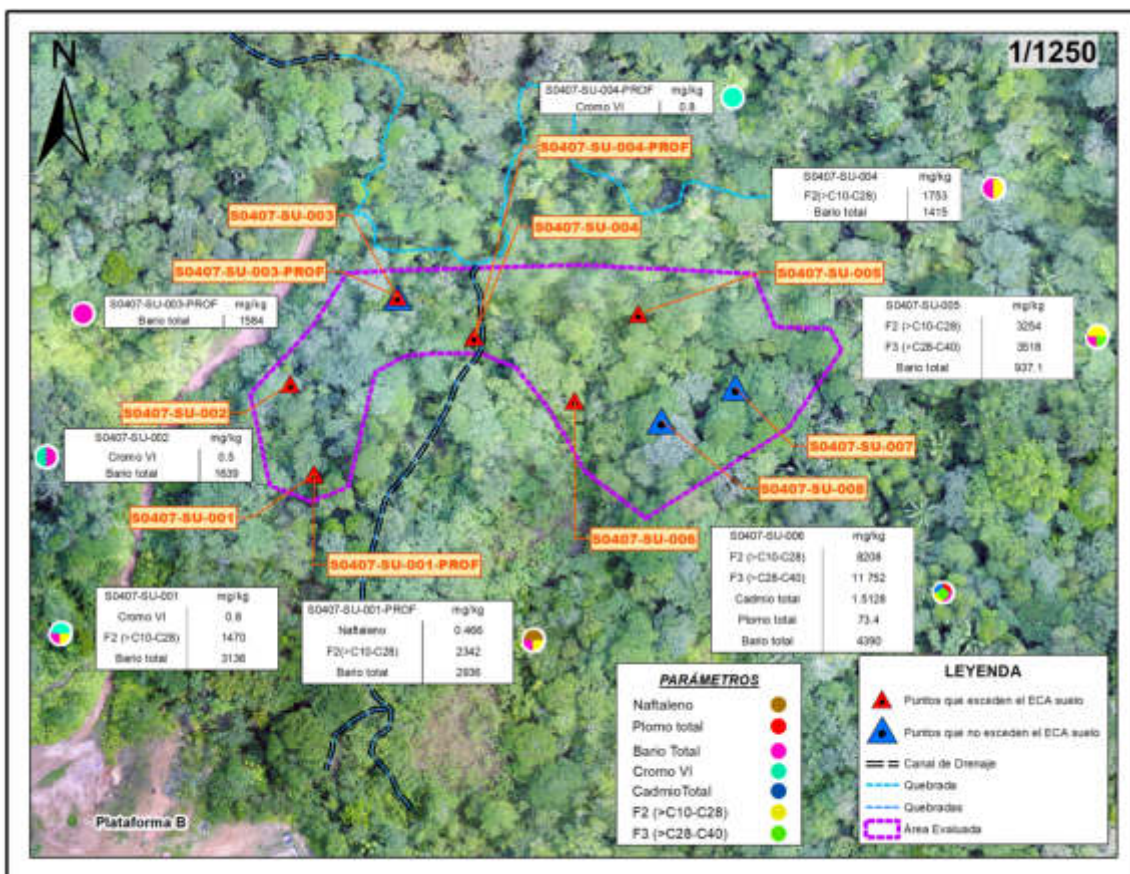 N
1/1250
S0407-SU-004-PROF mg/kg
Cromo VI 0.8
S0407-SU-004-PROF
S0407-SU-004 mg/kg
F2(>C10-C28) 1753
Bario total 1415
S0407-SU-003
S0407-SU-004
S0407-SU-003-PROF
S0407-SU-005
S0407-SU-003-PROF mg/kg
Bario total 1584
S0407-SU-005 mg/kg
F2 (>C10-C28) 3254
F3 (>C28-C40) 3518
Bario total 937.1
S0407-SU-002
S0407-SU-002 mg/kg
Cromo VI 0.5
Bario total 1639
S0407-SU-007
S0407-SU-008
S0407-SU-001
S0407-SU-006
S0407-SU-001-PROF
S0407-SU-006 mg/kg
F2 (>C10-C28) 8208
F3 (>C28-C40) 11 752
Cadmio total 1.5128
Plomo total 73.4
Bario total 4390
S0407-SU-001 mg/kg
Cromo VI 0.8
F2 (>C10-C28) 1470
Bario total 3136
S0407-SU-001-PROF mg/kg
Naftaleno 0.466
F2(>C10-C28) 2342
Bario total 2936
PARÁMETROS
Naftaleno
Plomo total
Bario Total
Cromo VI
CadmioTotal
F2 (>C10-C28)
F3 (>C28-C40)
LEYENDA
Puntos que exceden el ECA suelo
Puntos que no exceden el ECA suelo
Canal de Drenaje
Quebrada
Quebradas
Área Evaluada
Plataforma B